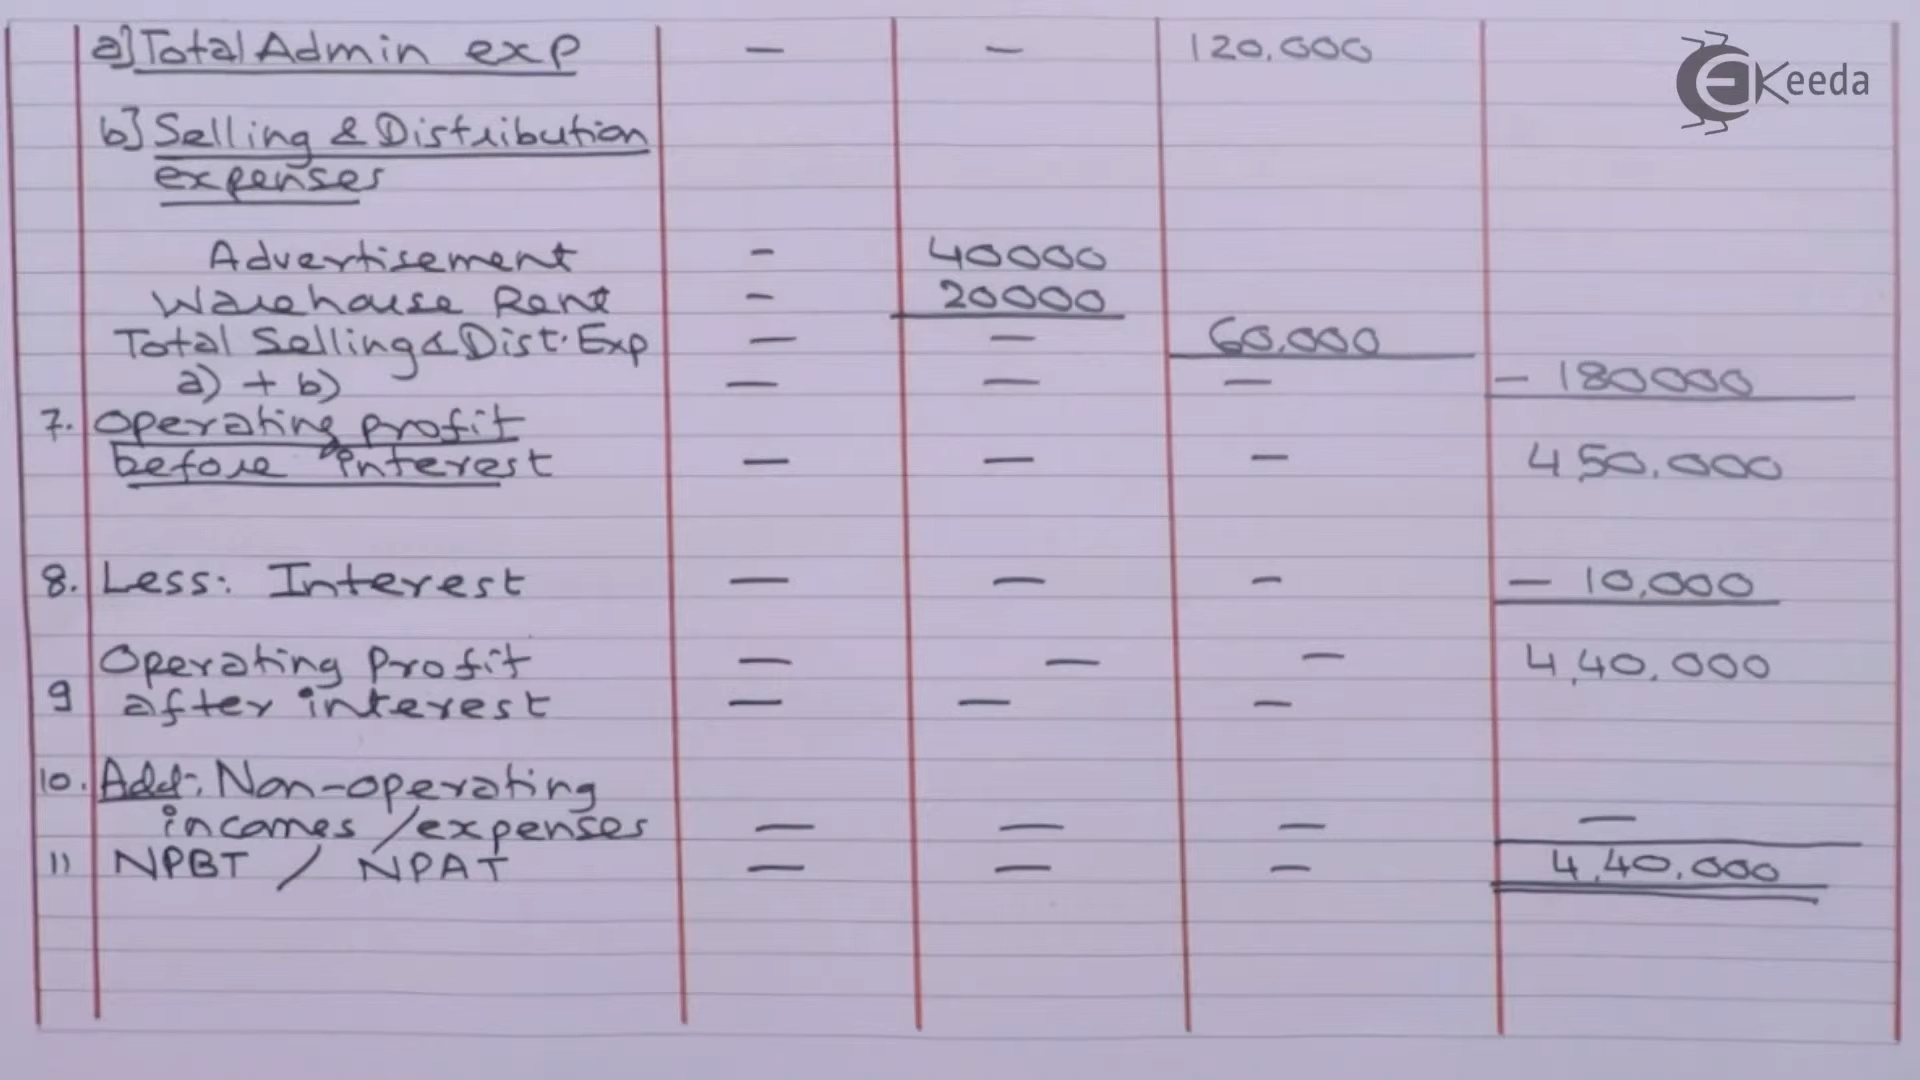 a] Total Admin exp — — 120.000
EKeeda
b] Selling & Distribution
expenses
Advertisement - 40000
Warehouse Rent - 20000
Total Selling & Dist. Exp — — 60.000
a) + b) — — — - 180000
7. Operating profit
before interest — — - 450.000
8. Less: Interest — — - - 10,000
Operating Profit — — — 4,40.000
9 after interest — — —
10. Add: Non-operating
incomes / expenses — — — —
11 NPBT / NPAT — — — 4,40.000